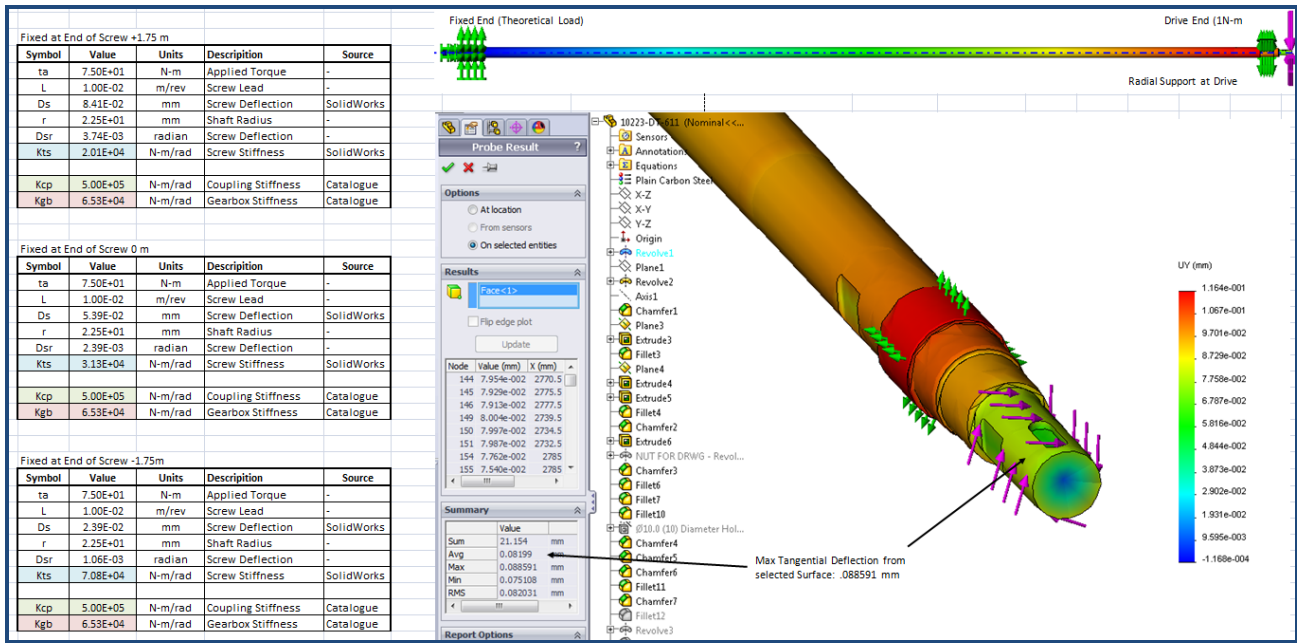 Fixed at End of Screw +1.75 m
Symbol Value Units Descripition Source
ta 7.50E+01 N-m Applied Torque -
L 1.00E-02 m/rev Screw Lead -
Ds 8.41E-02 mm Screw Deflection SolidWorks
r 2.25E+01 mm Shaft Radius -
Dsr 3.74E-03 radian Screw Deflection -
Kts 2.01E+04 N-m/rad Screw Stiffness SolidWorks
Kcp 5.00E+05 N-m/rad Coupling Stiffness Catalogue
Kgb 6.53E+04 N-m/rad Gearbox Stiffness Catalogue
Fixed at End of Screw 0 m
Symbol Value Units Descripition Source
ta 7.50E+01 N-m Applied Torque -
L 1.00E-02 m/rev Screw Lead -
Ds 5.39E-02 mm Screw Deflection SolidWorks
r 2.25E+01 mm Shaft Radius -
Dsr 2.39E-03 radian Screw Deflection -
Kts 3.13E+04 N-m/rad Screw Stiffness SolidWorks
Kcp 5.00E+05 N-m/rad Coupling Stiffness Catalogue
Kgb 6.53E+04 N-m/rad Gearbox Stiffness Catalogue
Fixed at End of Screw -1.75m
Symbol Value Units Descripition Source
ta 7.50E+01 N-m Applied Torque -
L 1.00E-02 m/rev Screw Lead -
Ds 2.39E-02 mm Screw Deflection SolidWorks
r 2.25E+01 mm Shaft Radius -
Dsr 1.06E-03 radian Screw Deflection -
Kts 7.08E+04 N-m/rad Screw Stiffness SolidWorks
Kcp 5.00E+05 N-m/rad Coupling Stiffness Catalogue
Kgb 6.53E+04 N-m/rad Gearbox Stiffness Catalogue
Fixed End (Theoretical Load)
Drive End (1N-m
Radial Support at Drive
Probe Result ?
Options
At location
From sensors
On selected entities
Results
Face<1>
Flip edge plot
Update
Node Value (mm) X (mm)
144 7.954e-002 2770.5
145 7.929e-002 2775.5
146 7.913e-002 2777.5
149 8.004e-002 2739.5
150 7.997e-002 2734.5
151 7.987e-002 2732.5
154 7.762e-002 2785
155 7.540e-002 2785
Summary
Value
Sum 21.154 mm
Avg 0.08199 mm
Max 0.088591 mm
Min 0.075108 mm
RMS 0.082031 mm
Report Options
10223-DT-611 (Nominal<<...
Sensors
Annotations
Equations
Plain Carbon Steel
X-Z
X-Y
Y-Z
Origin
Revolve1
Plane1
Revolve2
Axis1
Chamfer1
Plane3
Extrude3
Fillet3
Plane4
Extrude4
Extrude5
Fillet4
Chamfer2
Extrude6
NUT FOR DRWG - Revol...
Chamfer3
Fillet6
Fillet7
Fillet10
Ø10.0 (10) Diameter Hol...
Chamfer4
Chamfer5
Chamfer6
Fillet11
Chamfer7
Fillet12
Revolve3
UY (mm)
1.164e-001
1.067e-001
9.701e-002
8.729e-002
7.758e-002
6.787e-002
5.816e-002
4.844e-002
3.873e-002
2.902e-002
1.931e-002
9.595e-003
-1.168e-004
Max Tangential Deflection from
selected Surface: .088591 mm